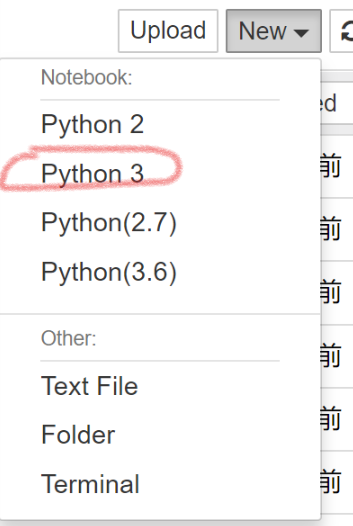 Upload New
Notebook:
ed
Python 2
前
Python 3
前
Python(2.7)
前
Python(3.6)
前
Other:
前
Text File
前
Folder
前
Terminal